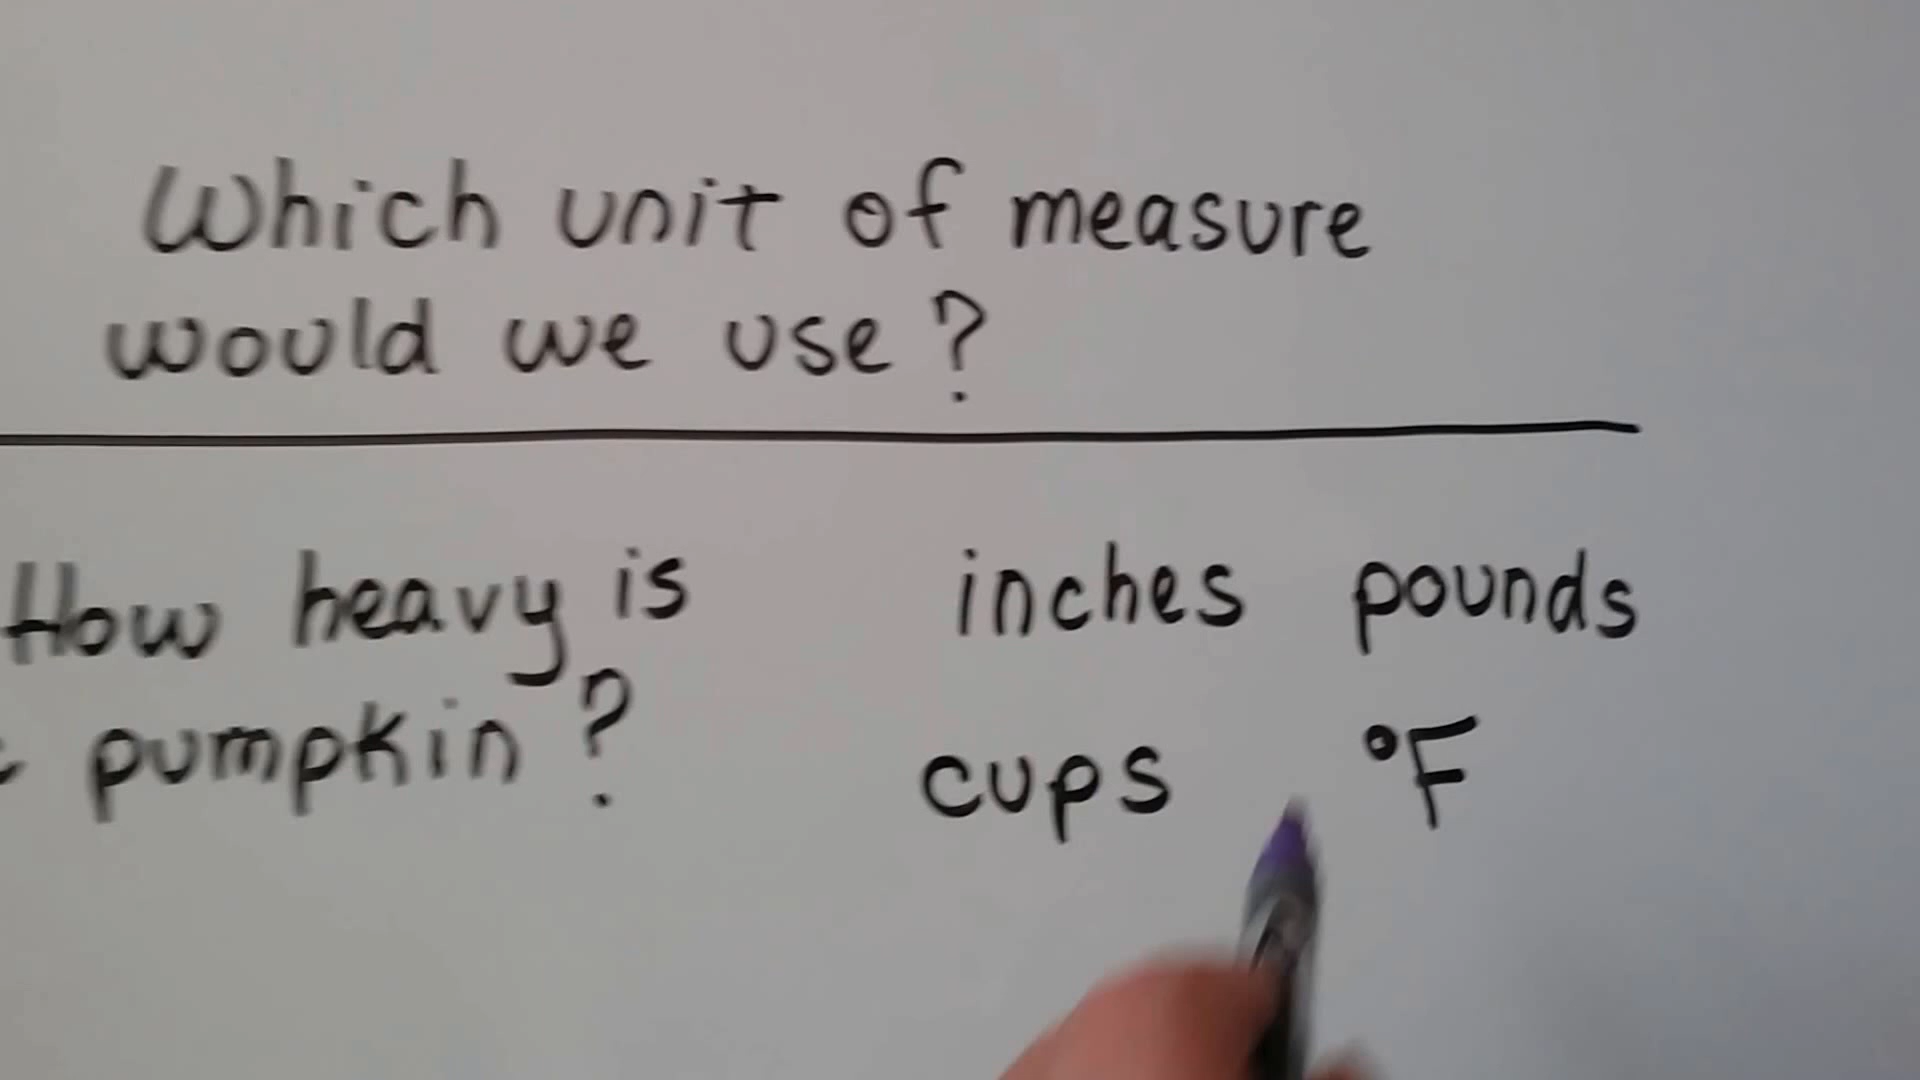 Which unit of measure
would we use?
How heavy is
pumpkin?
inches pounds
cups °F